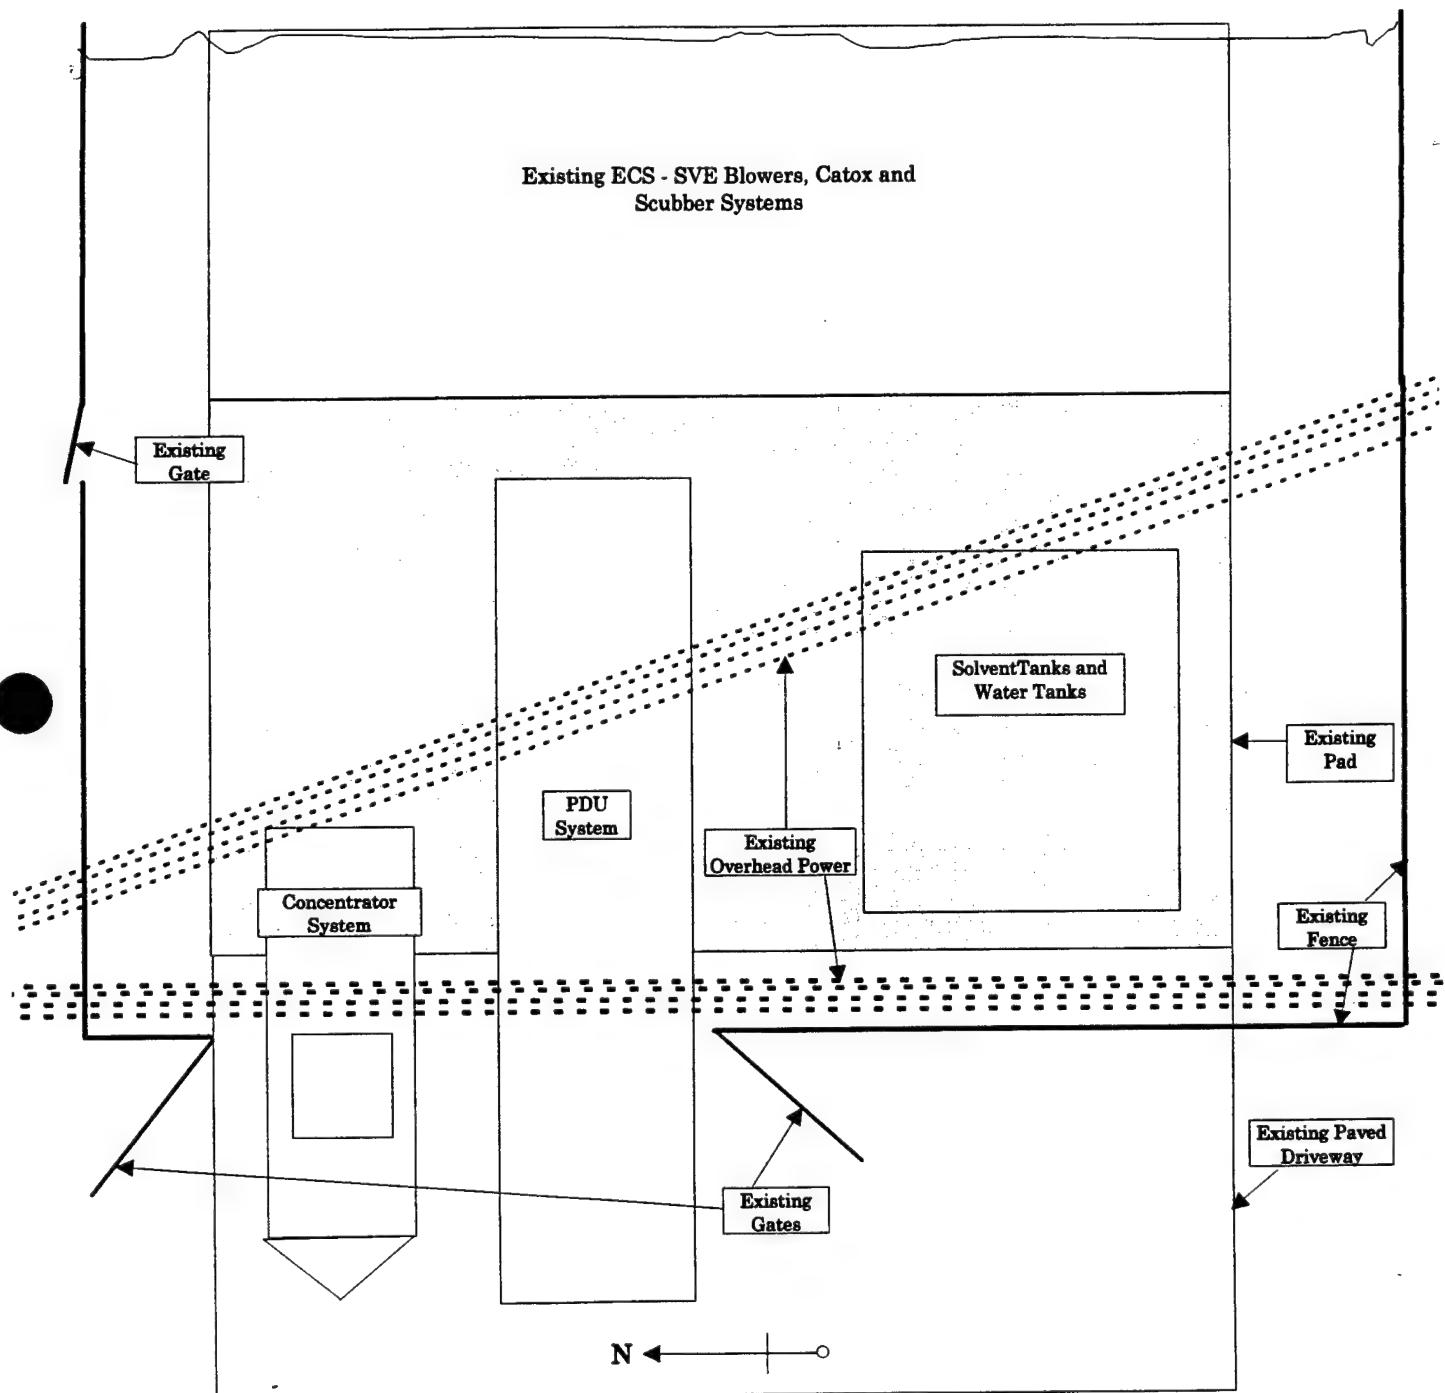 Existing ECS - SVE Blowers, Catox and
Scubber Systems
Existing
Gate
SolventTanks and
Water Tanks
Existing
Pad
PDU
System
Existing
Overhead Power
Concentrator
System
Existing
Fence
Existing Paved
Driveway
Existing
Gates
N